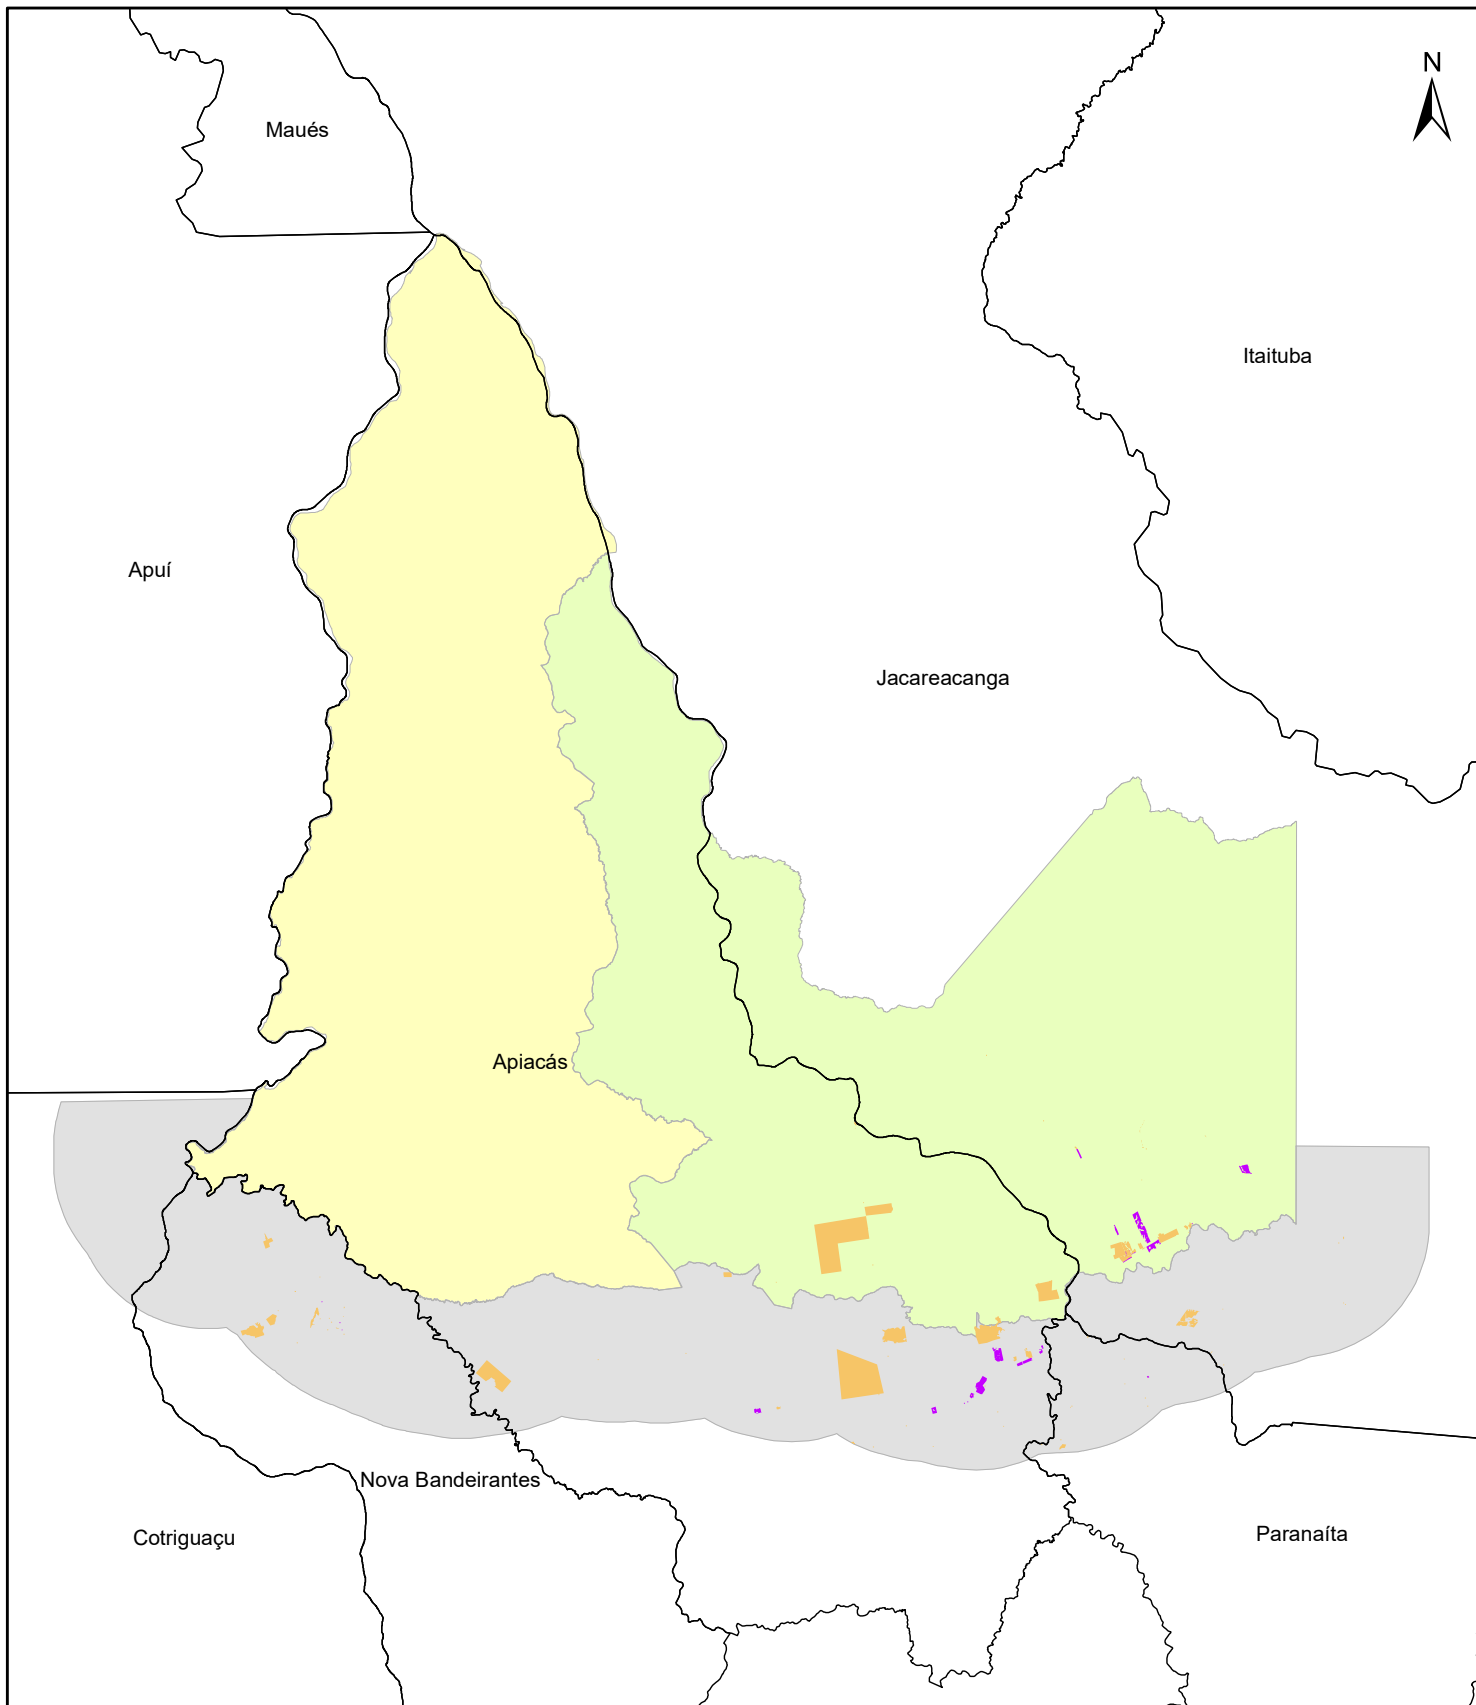 N
Maués
Itaituba
Apuí
Jacareacanga
Apiacás
Nova Bandeirantes
Cotriguaçu
Paranaíta